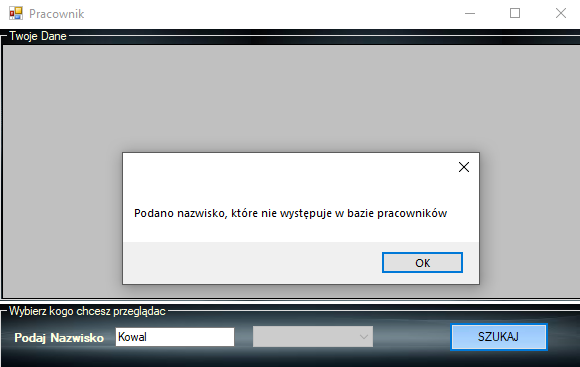 Pracownik
Twoje Dane
Podano nazwisko, które nie występuje w bazie pracowników
OK
Wybierz kogo chcesz przeglądac
Podaj Nazwisko Kowal SZUKAJ